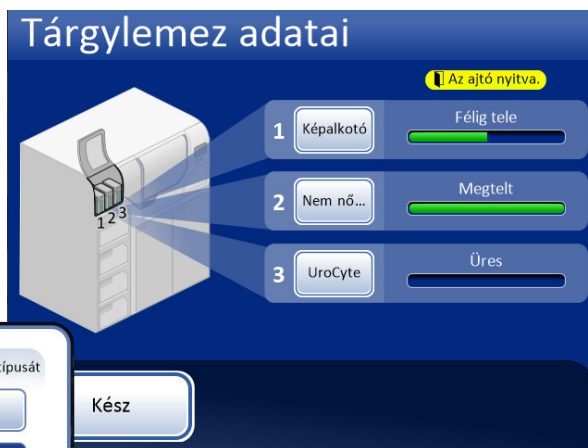 Tárgylemez adatai
Az ajtó nyitva.
1 Képalkotó Félig tele
2 Nem nő... Megtelt
3 UroCyte Üres
1 2 3
típusát
Kész